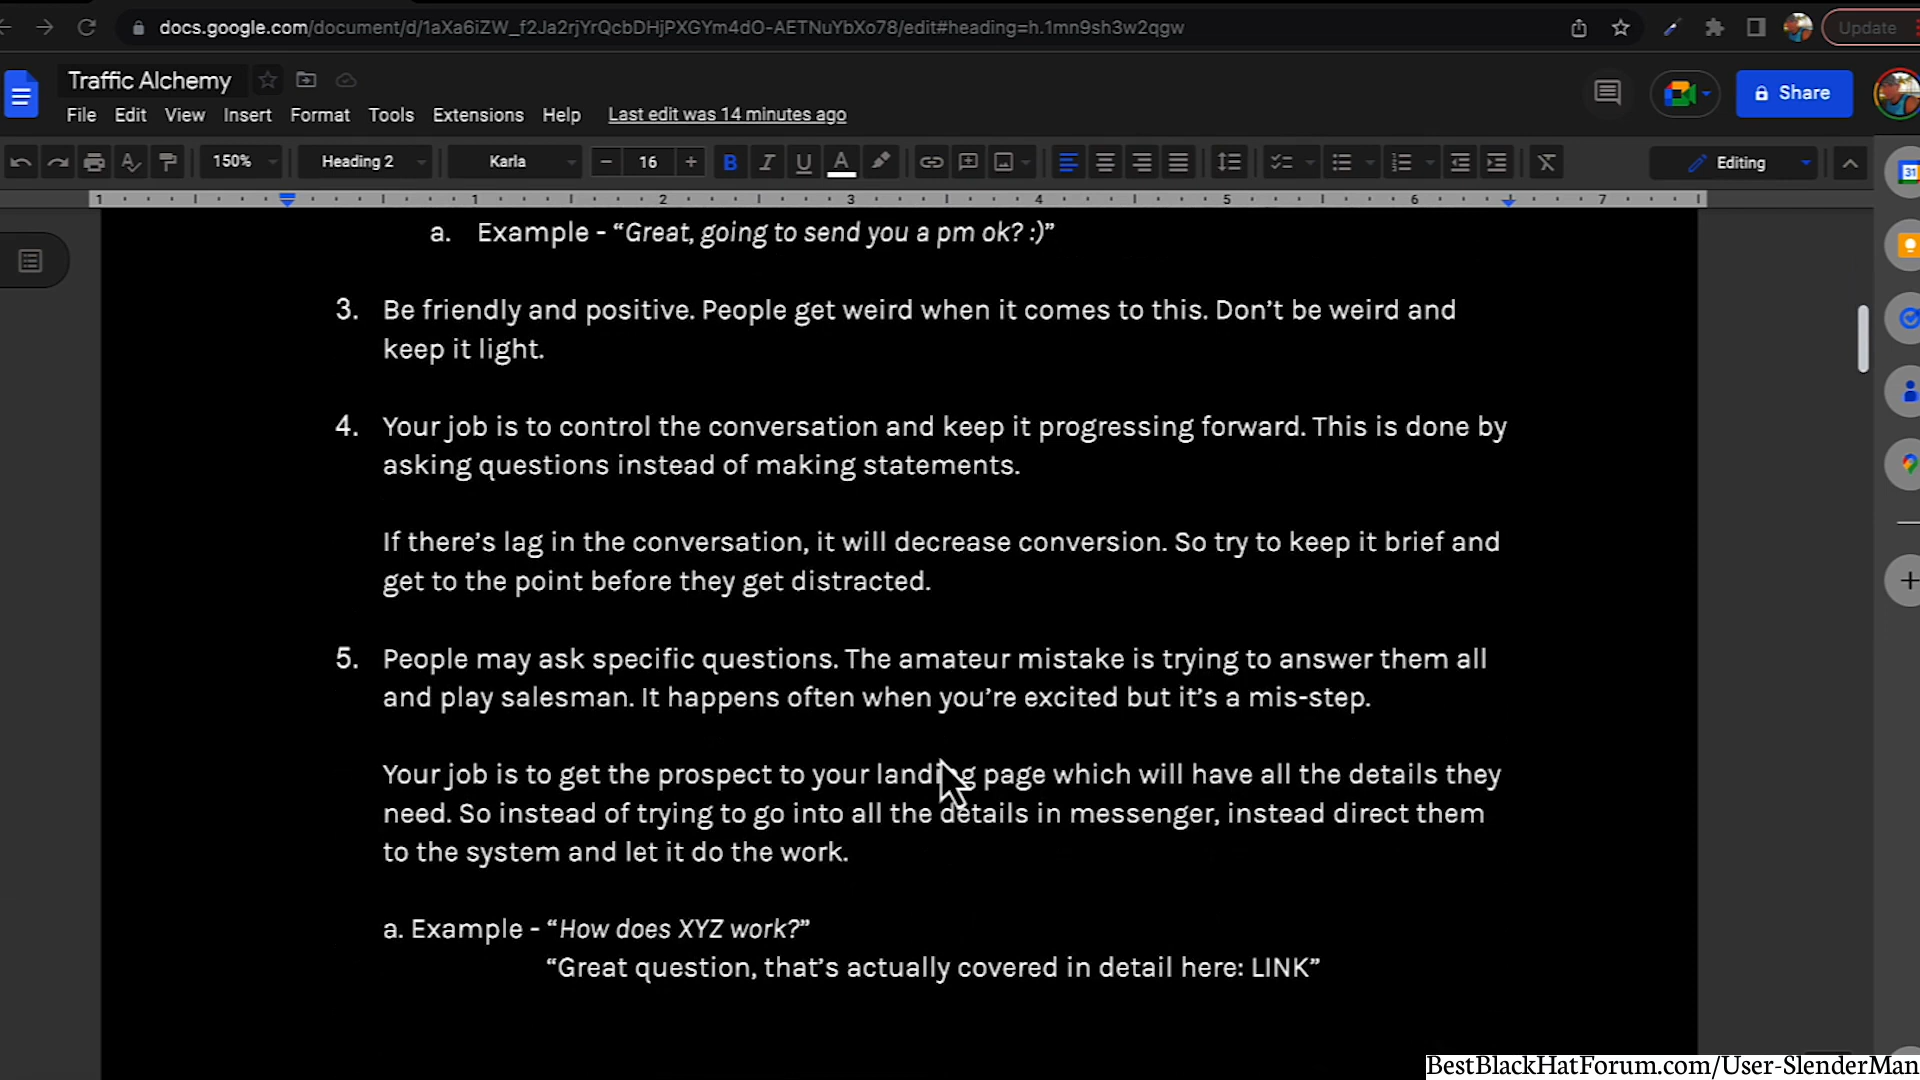 docs.google.com/document/d/1aXa6iZW_f2Ja2rjYrQcbDHjPXGYm4dO-AETNuYbXo78/edit#heading=h.1mn9sh3w2qgw
Update
Traffic Alchemy
File Edit View Insert Format Tools Extensions Help Last edit was 14 minutes ago
Share
150% Heading 2 Karla 16 Editing
1 1 2 3 4 5 6 7
31
a. Example - “Great, going to send you a pm ok? :)”
3. Be friendly and positive. People get weird when it comes to this. Don’t be weird and
keep it light.
4. Your job is to control the conversation and keep it progressing forward. This is done by
asking questions instead of making statements.
If there’s lag in the conversation, it will decrease conversion. So try to keep it brief and
get to the point before they get distracted.
5. People may ask specific questions. The amateur mistake is trying to answer them all
and play salesman. It happens often when you’re excited but it’s a mis-step.
Your job is to get the prospect to your landing page which will have all the details they
need. So instead of trying to go into all the details in messenger, instead direct them
to the system and let it do the work.
a. Example - “How does XYZ work?”
“Great question, that’s actually covered in detail here: LINK”
BestBlackHatForum.com/User-SlenderMan